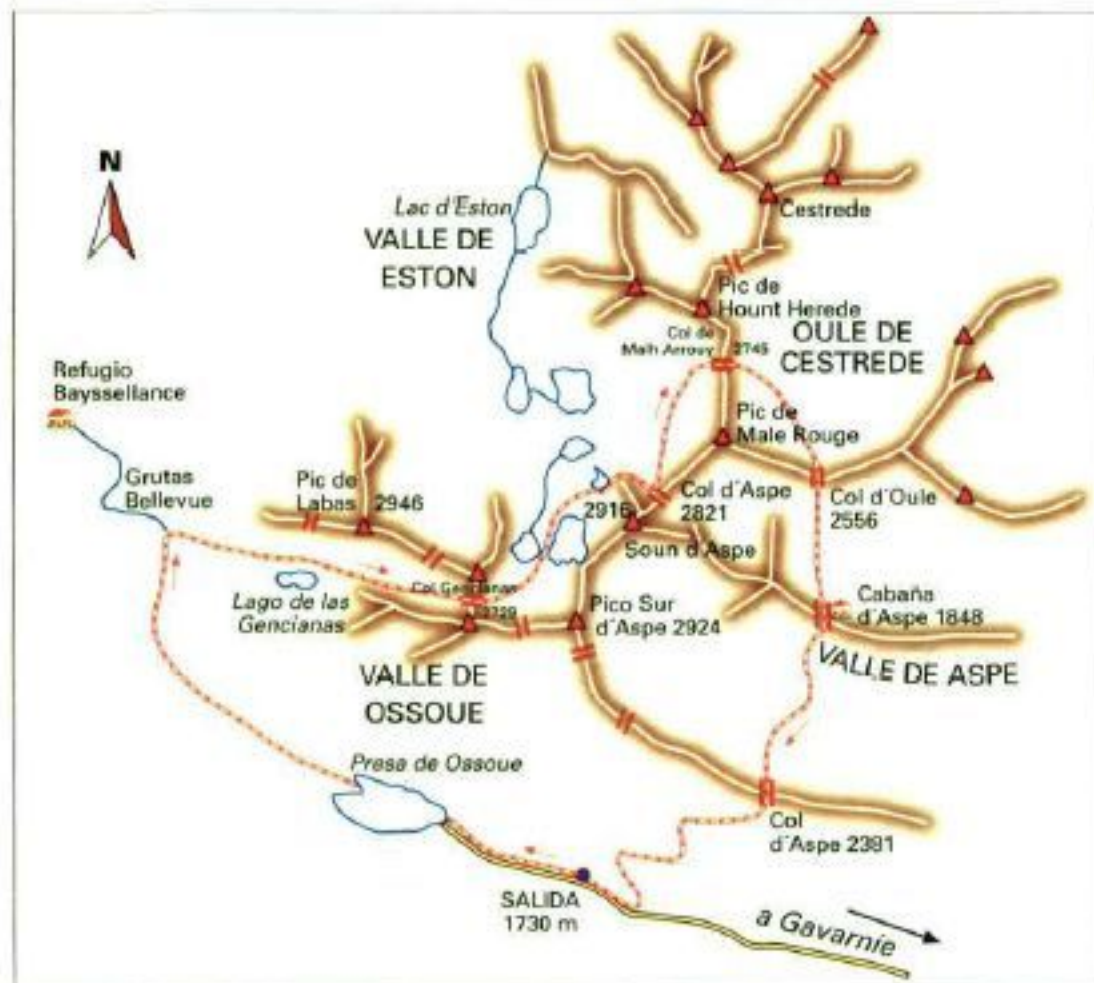 N
Lac d'Eston
VALLE DE
ESTON
Cestrede
Pic de
Hount Herede
OULE DE
CESTREDE
Col de
Malh Arrouy
2745
Refugio
Bayssellance
Grutas
Bellevue
Pic de
Labas
2946
Pic de
Male Rouge
Col d'Aspe
2821
Col d'Oule
2556
2916
Soun d'Aspe
Lago de las
Gencianas
Col Gencianas
2729
Pico Sur
d'Aspe 2924
Cabaña
d'Aspe 1848
VALLE DE ASPE
VALLE DE
OSSOUE
Presa de Ossoue
Col
d'Aspe 2381
SALIDA
1730 m
a Gavarnie